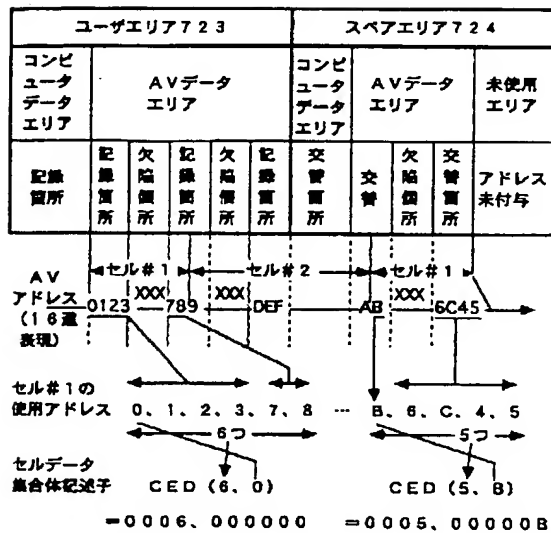 ユーザエリア723 スペアエリア724
コンピュータデータエリア AVデータエリア コンピュータデータエリア AVデータエリア 未使用エリア
記録箇所 記録箇所 欠陥個所 記録箇所 欠陥個所 記録箇所 交替箇所 交替 欠陥個所 交替箇所 アドレス未付与
セル#1 セル#2 セル#1
AVアドレス(16進表現) 0123 XXX 789 XXX DEF AB XXX 6C45
セル#1の使用アドレス 0、1、2、3、7、8 … B、6、C、4、5
6つ 5つ
セルデータ集合体記述子 CED(6、0) CED(5、B)
=0006、000000 =0005、00000B